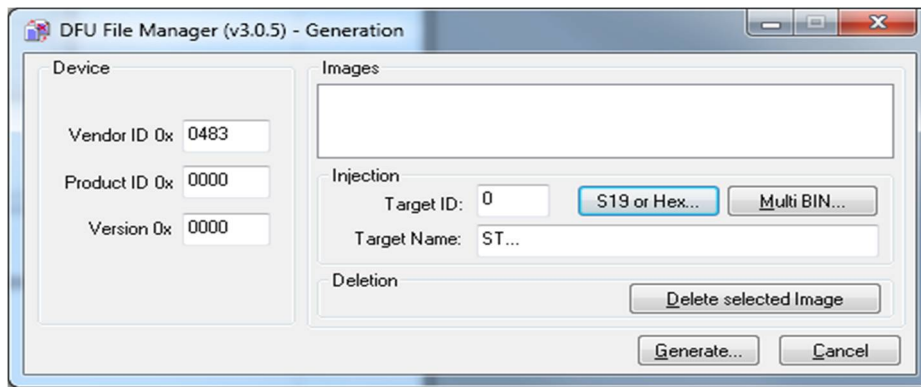 DFU File Manager (v3.0.5) - Generation
Device
Vendor ID 0x 0483
Product ID 0x 0000
Version 0x 0000
Images
Injection
Target ID: 0 S19 or Hex... Multi BIN...
Target Name: ST...
Deletion
Delete selected Image
Generate... Cancel